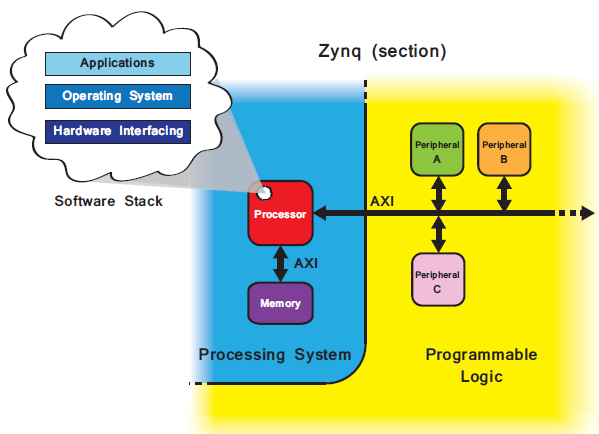 Zynq (section)
Applications
Operating System
Hardware Interfacing
Software Stack
Peripheral
A
Peripheral
B
AXI
Processor
AXI
Peripheral
C
Memory
Processing System
Programmable
Logic